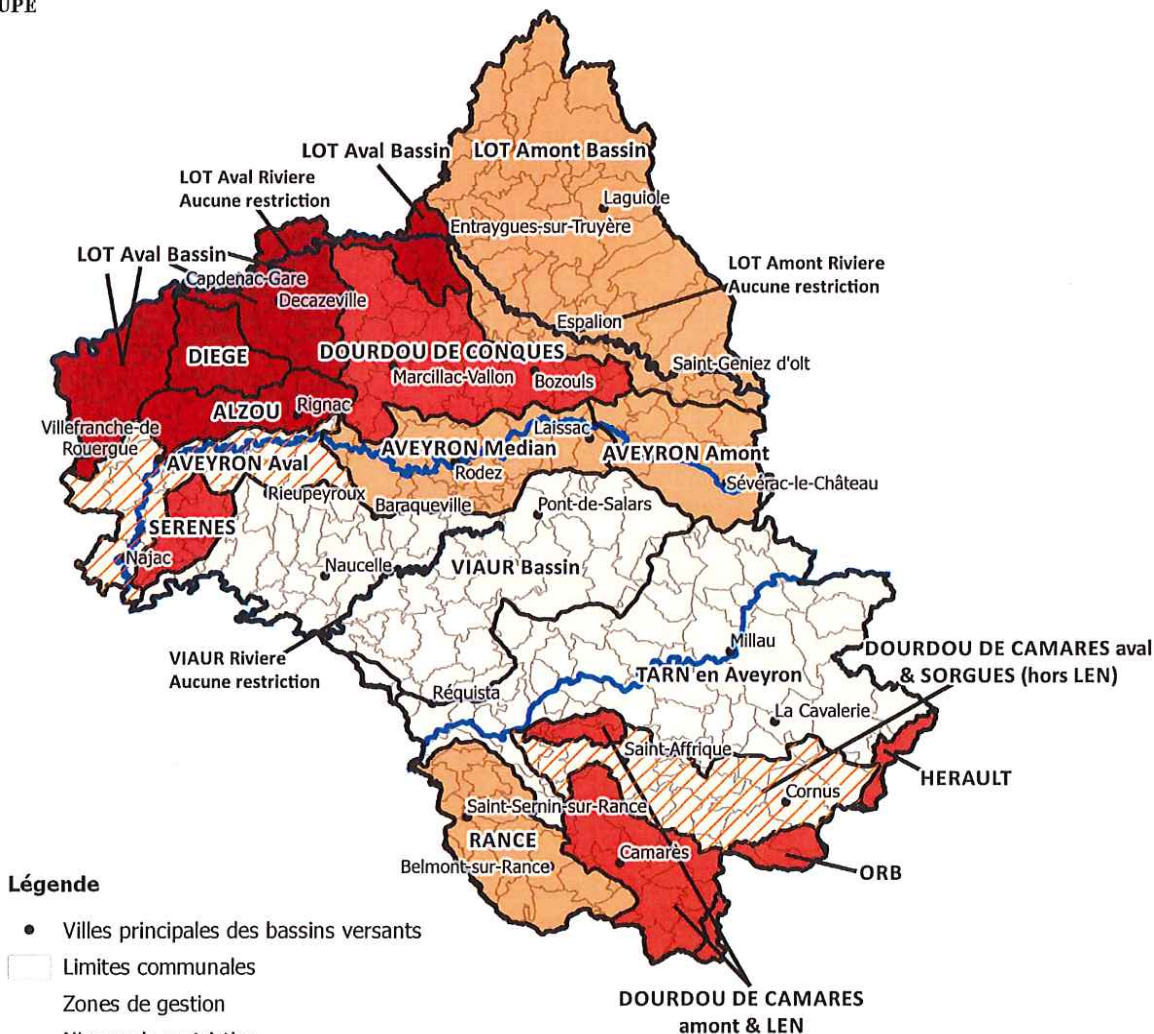 LOT Aval Bassin
LOT Amont Bassin
LOT Aval Riviere
Aucune restriction
Laguiole
Entraygues-sur-Truyère
LOT Aval Bassin
Capdenac-Gare
LOT Amont Riviere
Aucune restriction
Decazeville
Espalion
DIEGE
DOURDOU DE CONQUES
Saint-Geniez d'olt
Marcillac-Vallon
Bozouls
ALZOU
Rignac
Villefranche-de
Rouergue
Laissac
AVEYRON Median
AVEYRON Amont
AVEYRON Aval
Rodez
Sévérac-le-Château
Rieupeyroux
Baraqueville
Pont-de-Salars
SERENES
Najac
Naucelle
VIAUR Bassin
Millau
DOURDOU DE CAMARES aval
& SORGUES (hors LEN)
VIAUR Riviere
Aucune restriction
TARN en Aveyron
Réquista
La Cavalerie
Saint-Affrique
HERAULT
Cornus
Saint-Sernin-sur-Rance
RANCE
Camarès
Belmont-sur-Rance
ORB
Légende
Villes principales des bassins versants
Limites communales
Zones de gestion
DOURDOU DE CAMARES
amont & LEN